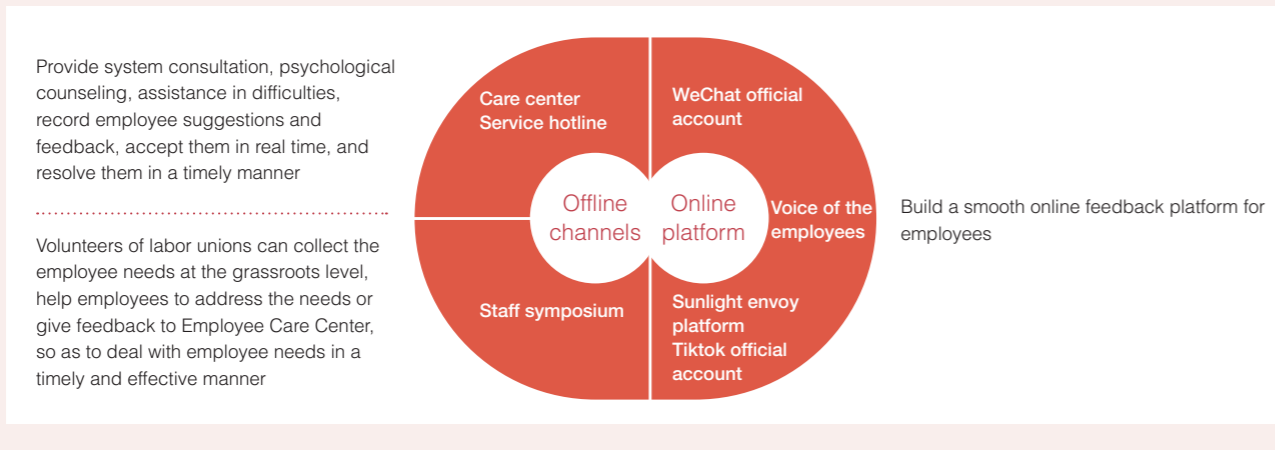 Provide system consultation, psychological
counseling, assistance in difficulties,
record employee suggestions and
feedback, accept them in real time, and
resolve them in a timely manner
Volunteers of labor unions can collect the
employee needs at the grassroots level,
help employees to address the needs or
give feedback to Employee Care Center,
so as to deal with employee needs in a
timely and effective manner
Care center
Service hotline
Staff symposium
Offline
channels
Online
platform
WeChat official
account
Voice of the
employees
Sunlight envoy
platform
Tiktok official
account
Build a smooth online feedback platform for
employees